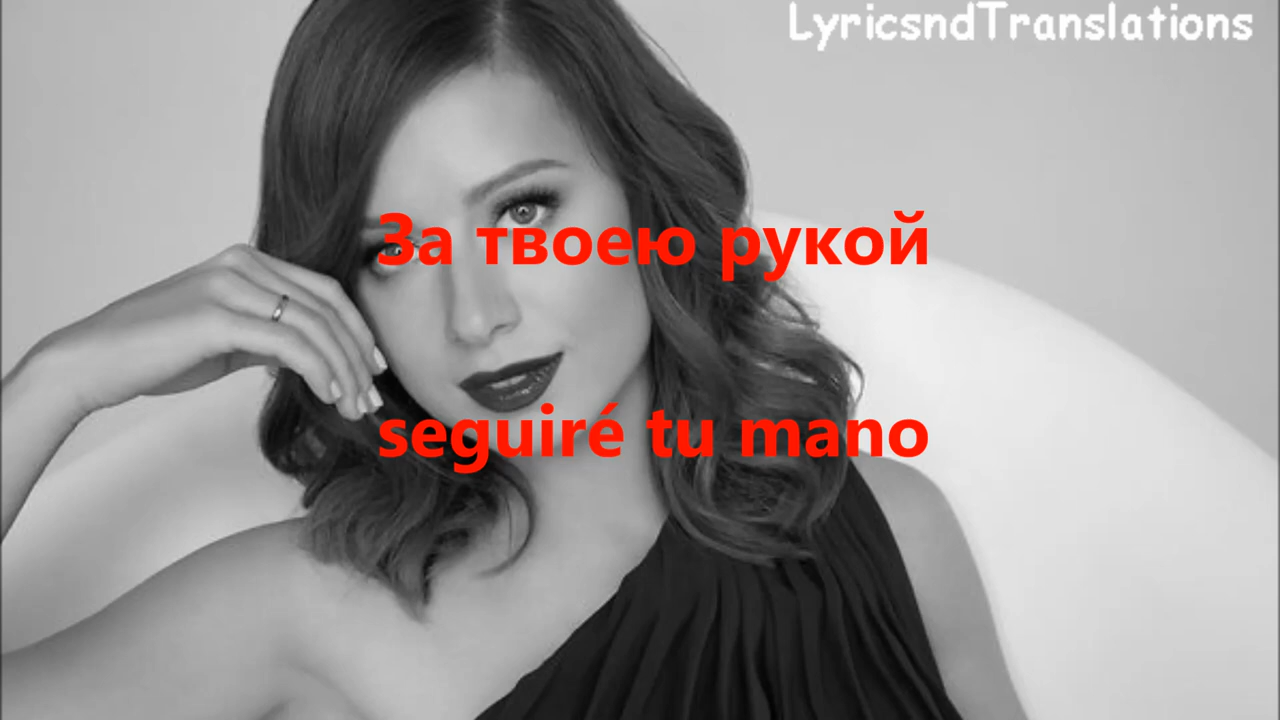 LyricsndTranslations
За твоею рукой
seguiré tu mano